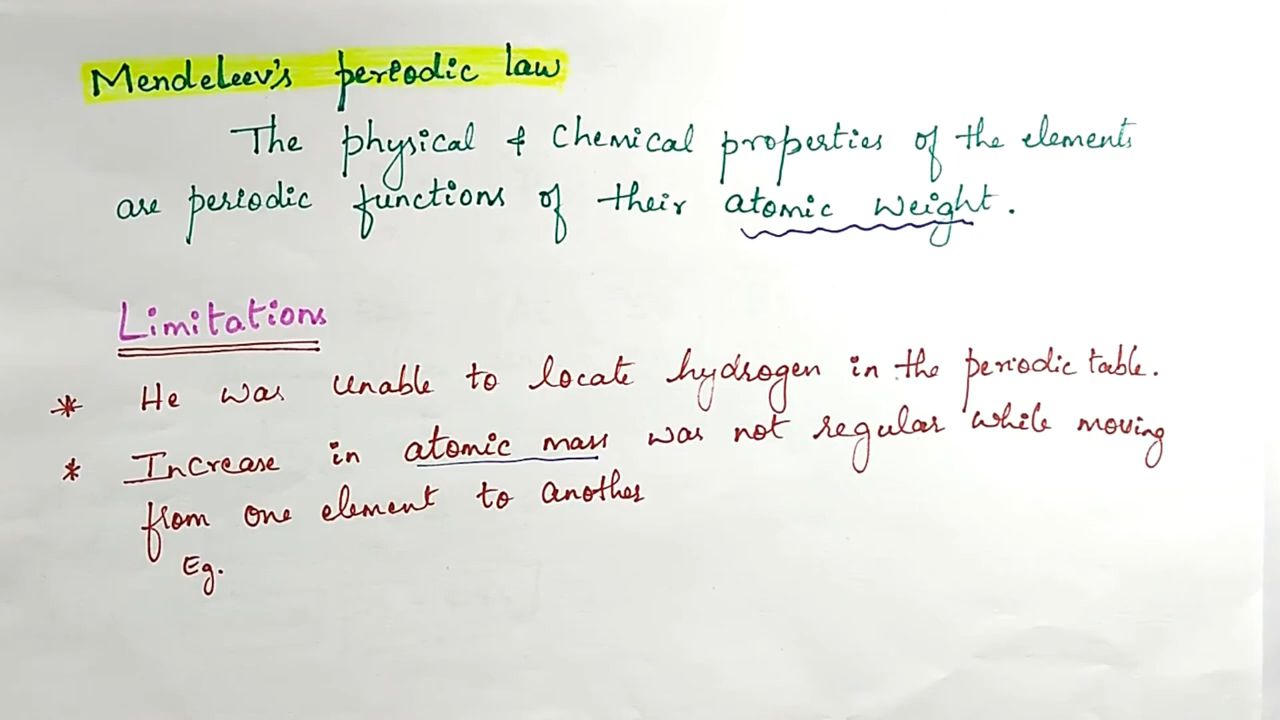 Mendeleev's periodic law
The physical & Chemical properties of the elements
are periodic functions of their atomic weight.
Limitations
* He was unable to locate hydrogen in the periodic table.
* Increase in atomic mass was not regular while moving
from one element to another
Eg.